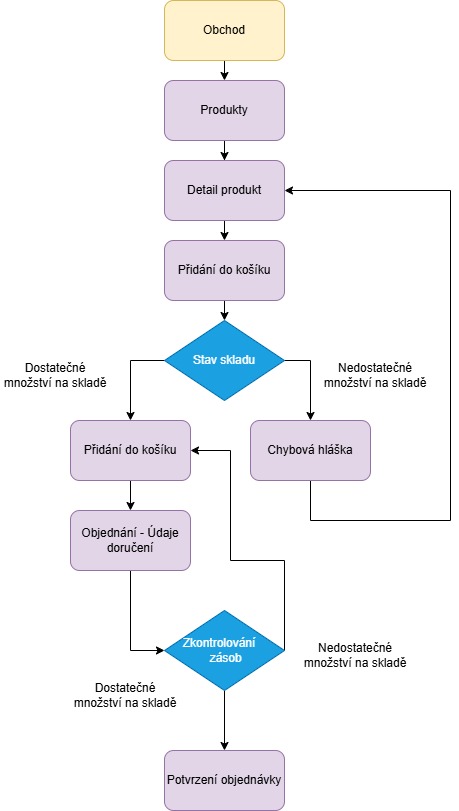 Obchod
Produkty
Detail produkt
Přidání do košíku
Stav skladu
Dostatečné
množství na skladě
Nedostatečné
množství na skladě
Přidání do košíku
Chybová hláška
Objednání - Údaje
doručení
Zkontrolování
zásob
Nedostatečné
množství na skladě
Dostatečné
množství na skladě
Potvrzení objednávky